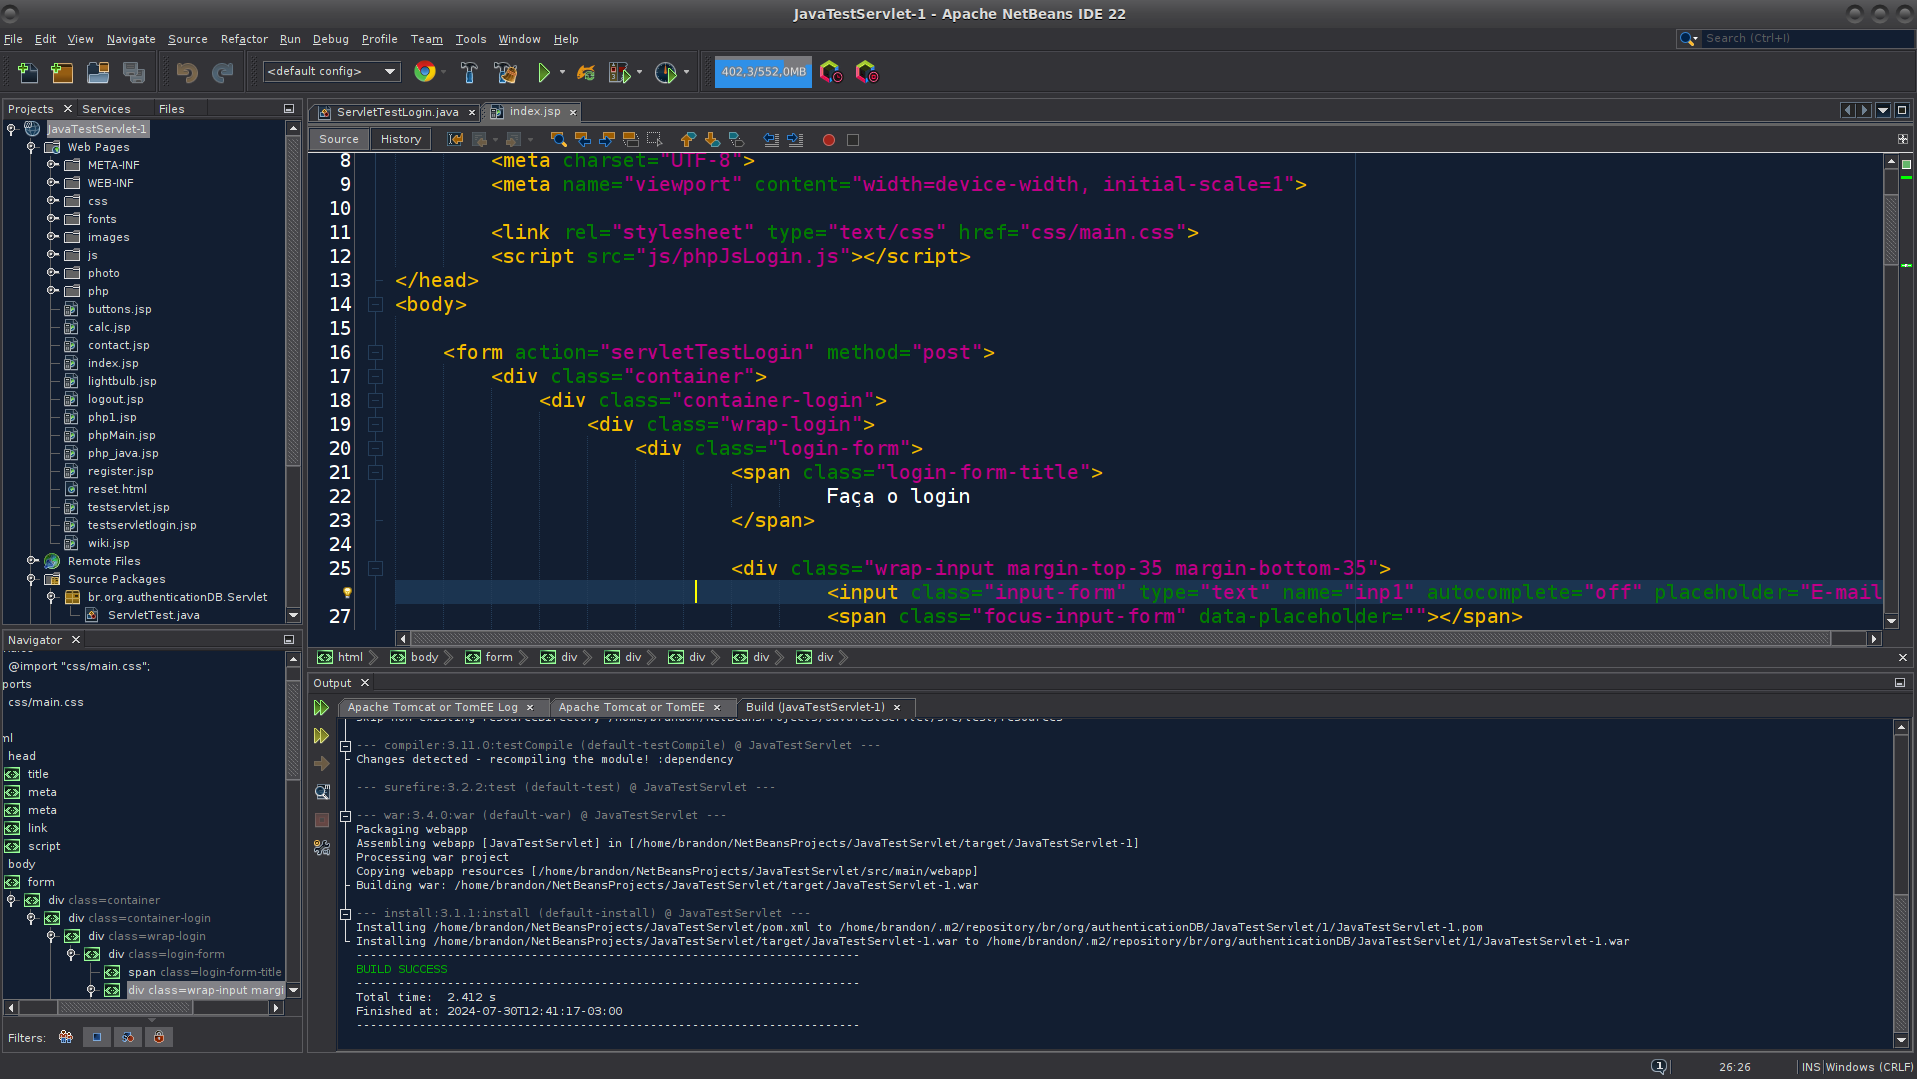 JavaTestServlet-1 - Apache NetBeans IDE 22
File Edit View Navigate Source Refactor Run Debug Profile Team Tools Window Help
Search (Ctrl+I)
<default config>
402,3/552,0MB
Projects
Services
Files
JavaTestServlet-1
Web Pages
META-INF
WEB-INF
css
fonts
images
js
photo
php
buttons.jsp
calc.jsp
contact.jsp
index.jsp
lightbulb.jsp
logout.jsp
php1.jsp
phpMain.jsp
php_java.jsp
register.jsp
reset.html
testservlet.jsp
testservletlogin.jsp
wiki.jsp
Remote Files
Source Packages
br.org.authenticationDB.Servlet
ServletTest.java
Navigator
@import "css/main.css";
ports
css/main.css
ml
head
title
meta
meta
link
script
body
form
div class=container
div class=container-login
div class=wrap-login
div class=login-form
span class=login-form-title
div class=wrap-input margi
Filters:
ServletTestLogin.java
index.jsp
Source
History
8 <meta charset="UTF-8">
9 <meta name="viewport" content="width=device-width, initial-scale=1">
10
11 <link rel="stylesheet" type="text/css" href="css/main.css">
12 <script src="js/phpJsLogin.js"></script>
13 </head>
14 <body>
15
16 <form action="servletTestLogin" method="post">
17 <div class="container">
18 <div class="container-login">
19 <div class="wrap-login">
20 <div class="login-form">
21 <span class="login-form-title">
22 Faça o login
23 </span>
24
25 <div class="wrap-input margin-top-35 margin-bottom-35">
<input class="input-form" type="text" name="inp1" autocomplete="off" placeholder="E-mail
27 <span class="focus-input-form" data-placeholder=""></span>
html body form div div div div div
Output
Apache Tomcat or TomEE Log
Apache Tomcat or TomEE
Build (JavaTestServlet-1)
skip non existing resourceDirectory /home/brandon/NetBeansProjects/JavaTestServlet/src/test/resources
--- compiler:3.11.0:testCompile (default-testCompile) @ JavaTestServlet ---
Changes detected - recompiling the module! :dependency
--- surefire:3.2.2:test (default-test) @ JavaTestServlet ---
--- war:3.4.0:war (default-war) @ JavaTestServlet ---
Packaging webapp
Assembling webapp [JavaTestServlet] in [/home/brandon/NetBeansProjects/JavaTestServlet/target/JavaTestServlet-1]
Processing war project
Copying webapp resources [/home/brandon/NetBeansProjects/JavaTestServlet/src/main/webapp]
Building war: /home/brandon/NetBeansProjects/JavaTestServlet/target/JavaTestServlet-1.war
--- install:3.1.1:install (default-install) @ JavaTestServlet ---
Installing /home/brandon/NetBeansProjects/JavaTestServlet/pom.xml to /home/brandon/.m2/repository/br/org/authenticationDB/JavaTestServlet/1/JavaTestServlet-1.pom
Installing /home/brandon/NetBeansProjects/JavaTestServlet/target/JavaTestServlet-1.war to /home/brandon/.m2/repository/br/org/authenticationDB/JavaTestServlet/1/JavaTestServlet-1.war
------------------------------------------------------------------------
BUILD SUCCESS
------------------------------------------------------------------------
Total time:  2.412 s
Finished at: 2024-07-30T12:41:17-03:00
------------------------------------------------------------------------
1
26:26
INS
Windows (CRLF)